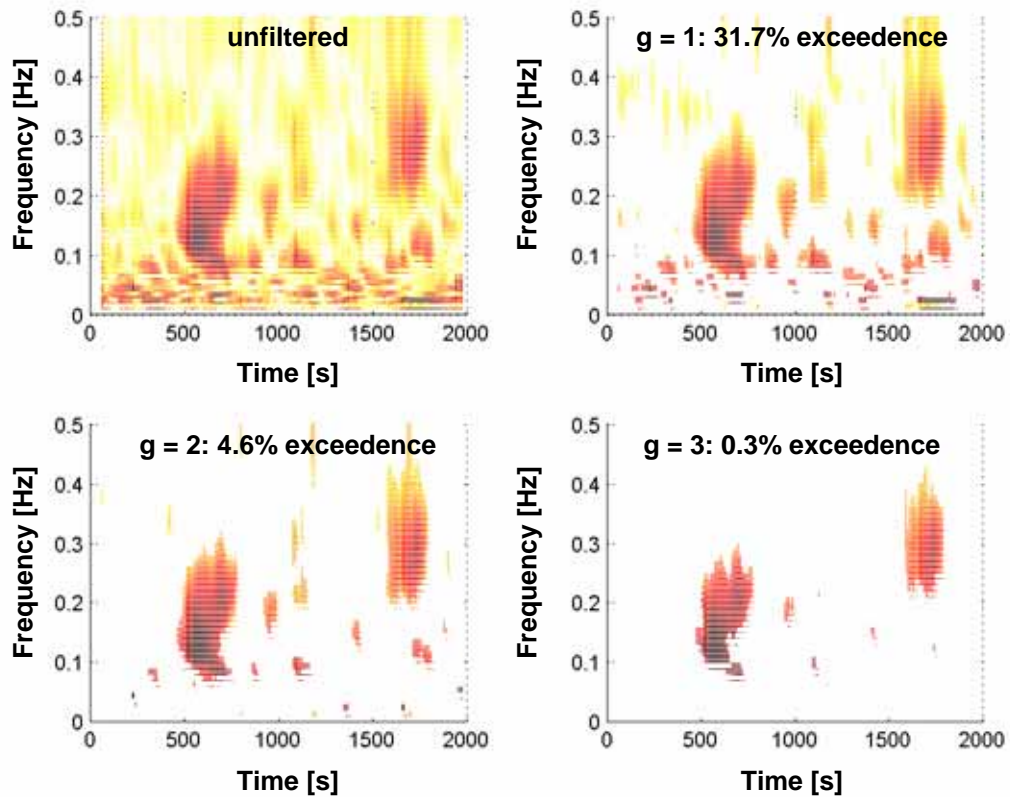 unfiltered
Frequency [Hz]
0.5
0.4
0.3
0.2
0.1
0
0 500 1000 1500 2000
Time [s]
g = 1: 31.7% exceedence
Frequency [Hz]
0.5
0.4
0.3
0.2
0.1
0
0 500 1000 1500 2000
Time [s]
g = 2: 4.6% exceedence
Frequency [Hz]
0.5
0.4
0.3
0.2
0.1
0
0 500 1000 1500 2000
Time [s]
g = 3: 0.3% exceedence
Frequency [Hz]
0.5
0.4
0.3
0.2
0.1
0
0 500 1000 1500 2000
Time [s]